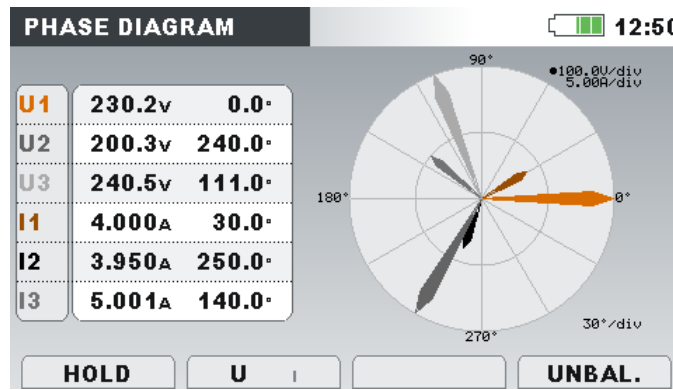 PHASE DIAGRAM
12:50
U1 230.2V 0.0°
U2 200.3V 240.0°
U3 240.5V 111.0°
I1 4.000A 30.0°
I2 3.950A 250.0°
I3 5.001A 140.0°
90°
●100.0V/div
5.00A/div
180°
0°
270°
30°/div
HOLD
U I
UNBAL.